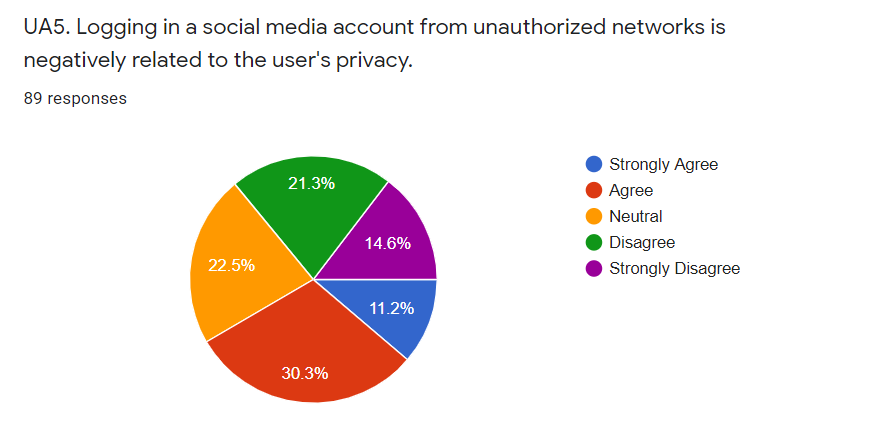 UA5. Logging in a social media account from unauthorized networks is
negatively related to the user's privacy.
89 responses
Strongly Agree
Agree
Neutral
Disagree
Strongly Disagree
21.3%
14.6%
22.5%
11.2%
30.3%